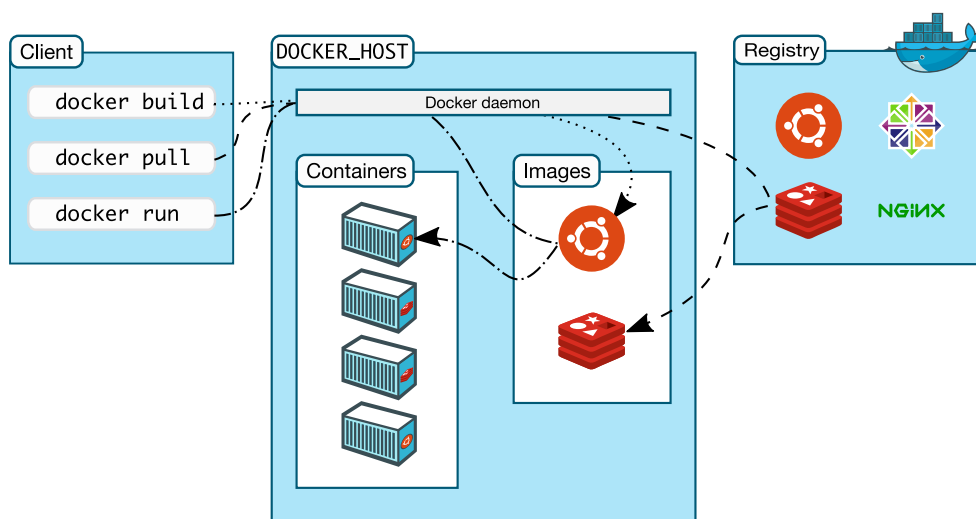 Client
docker build
docker pull
docker run
DOCKER_HOST
Docker daemon
Containers
Images
Registry
NGiNX